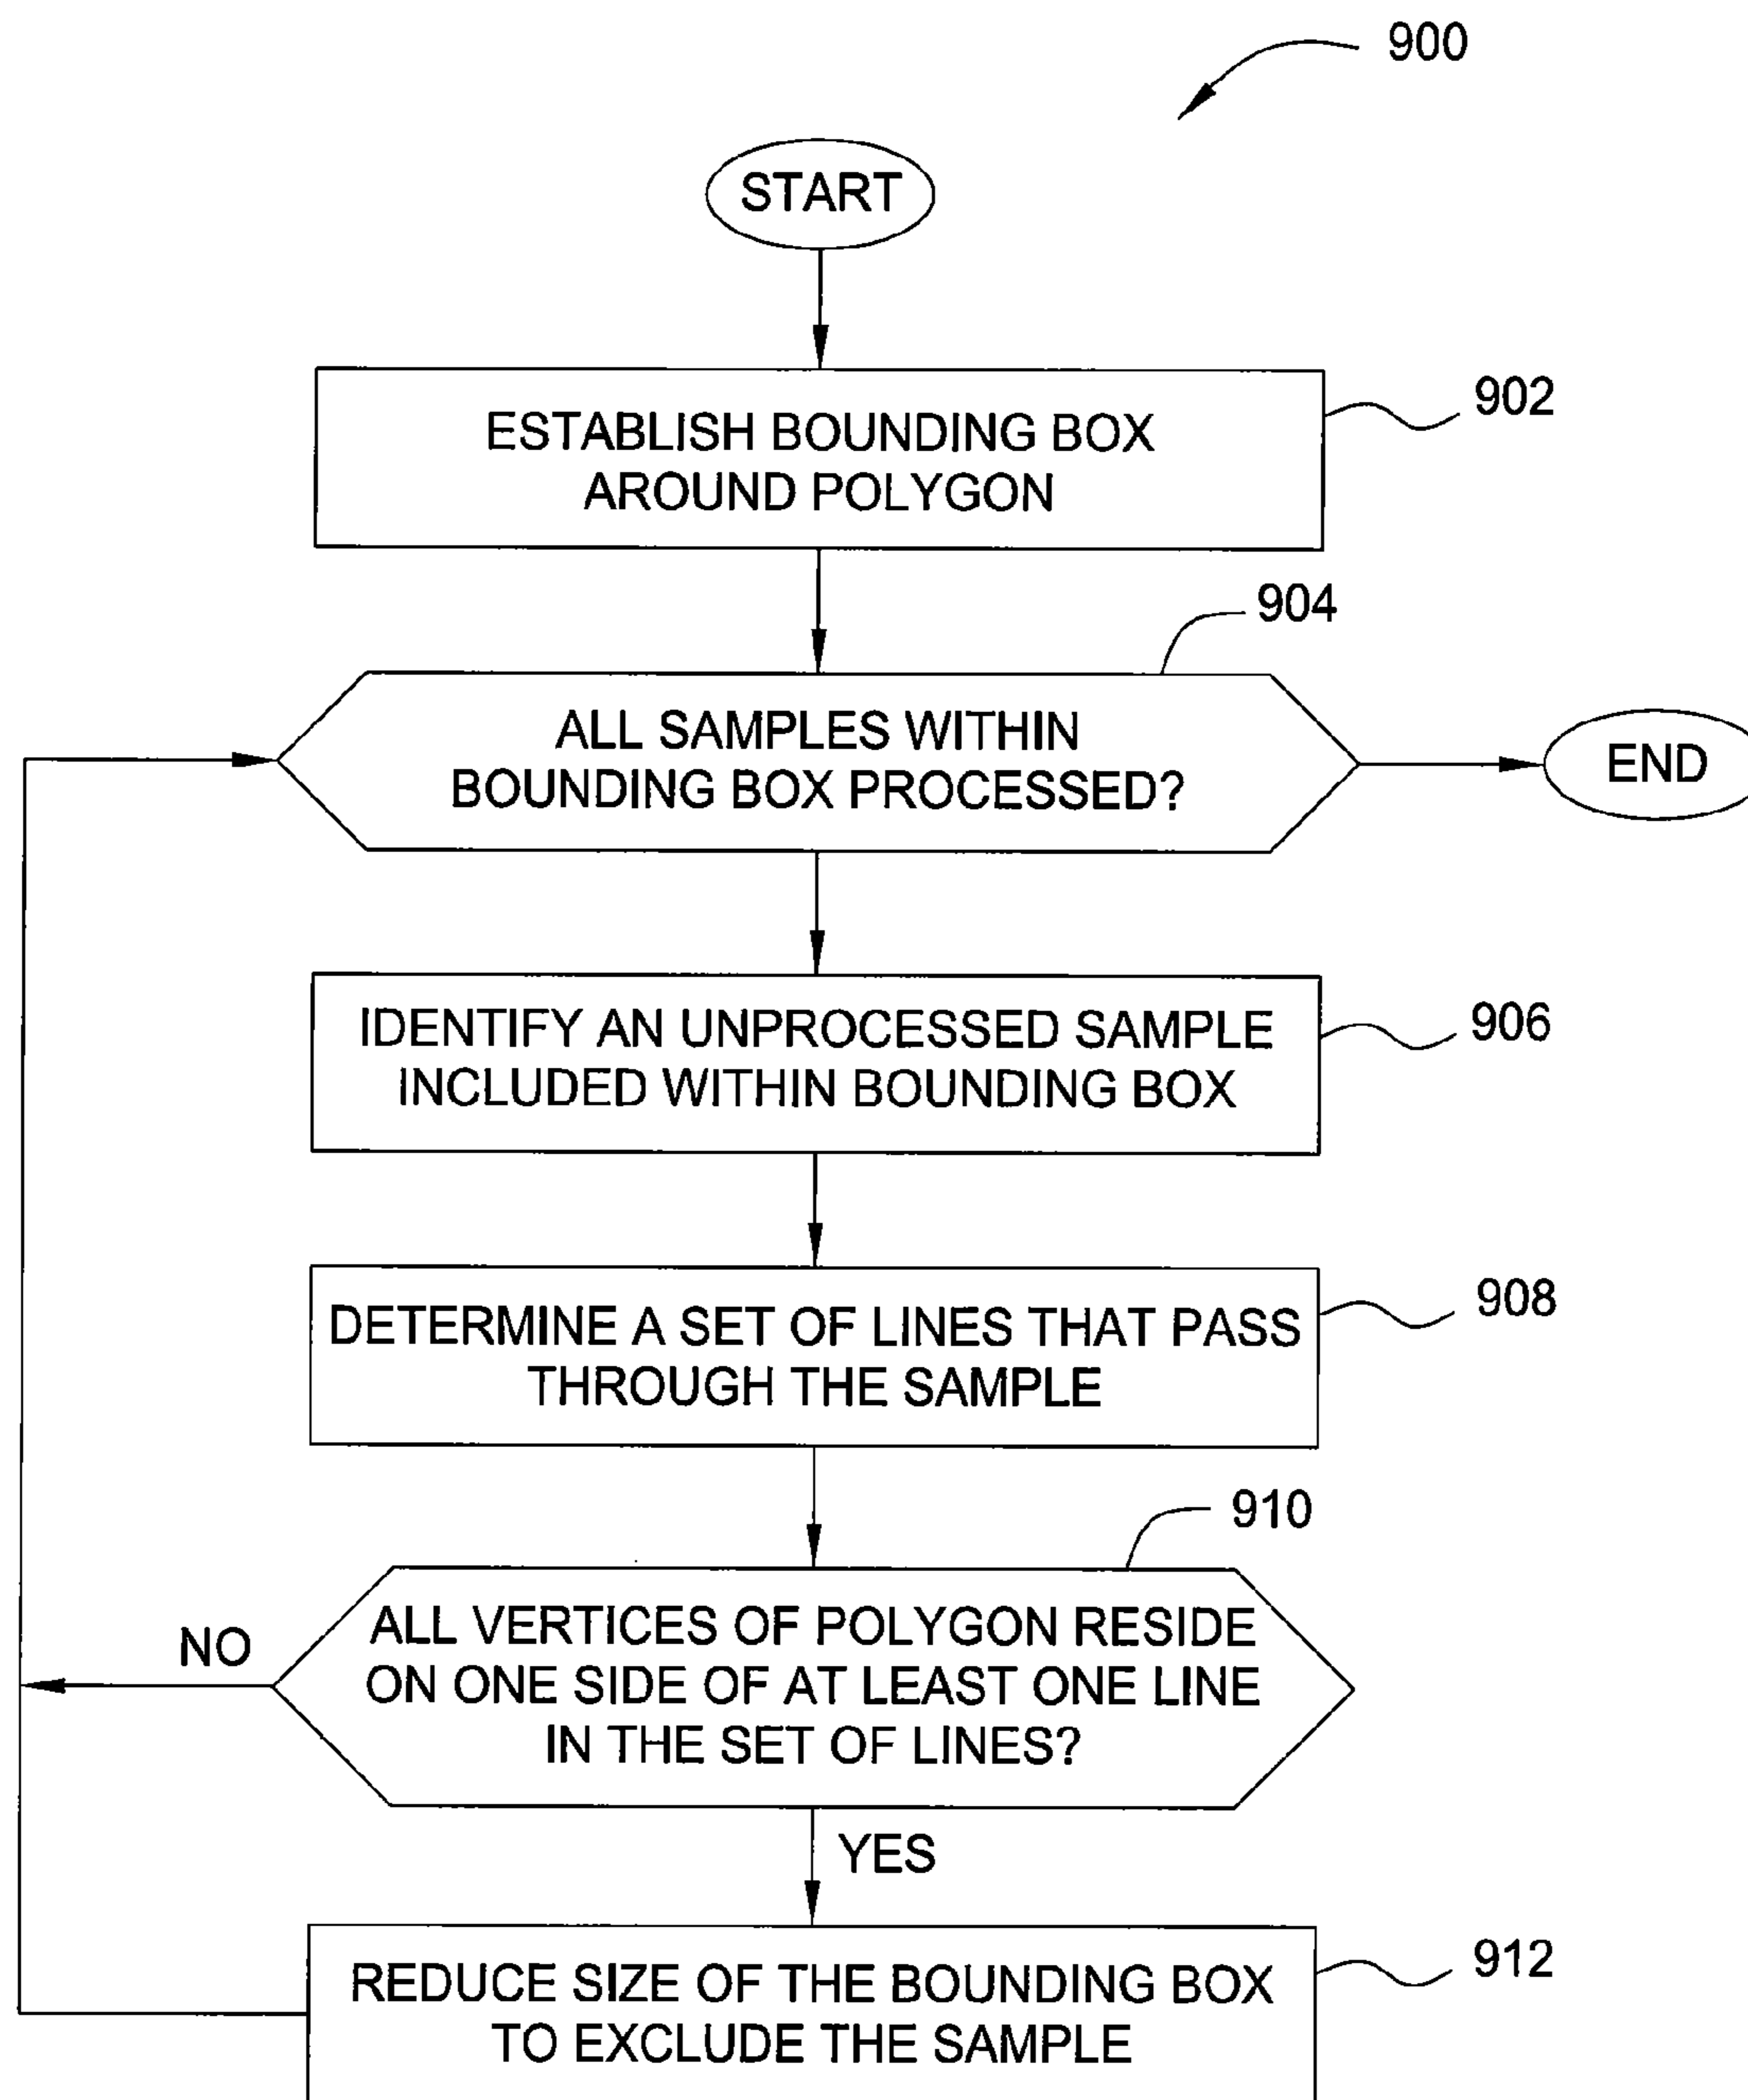 900
START
902
ESTABLISH BOUNDING BOX
AROUND POLYGON
904
ALL SAMPLES WITHIN
BOUNDING BOX PROCESSED?
END
906
IDENTIFY AN UNPROCESSED SAMPLE
INCLUDED WITHIN BOUNDING BOX
908
DETERMINE A SET OF LINES THAT PASS
THROUGH THE SAMPLE
910
ALL VERTICES OF POLYGON RESIDE
ON ONE SIDE OF AT LEAST ONE LINE
IN THE SET OF LINES?
NO
YES
912
REDUCE SIZE OF THE BOUNDING BOX
TO EXCLUDE THE SAMPLE